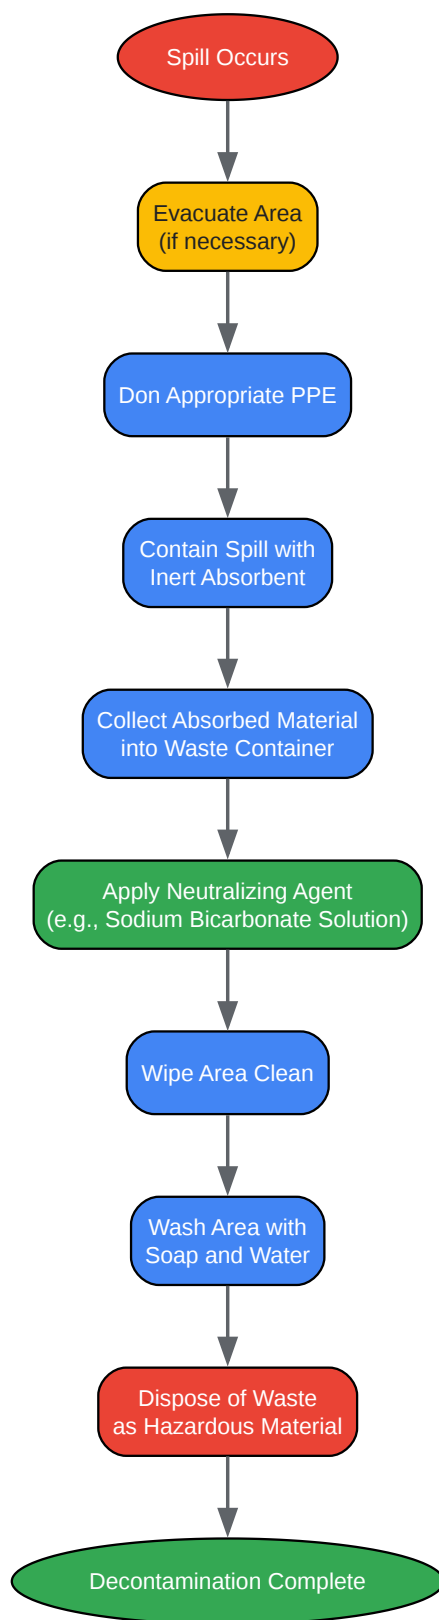 Spill Occurs
Evacuate Area
(if necessary)
Don Appropriate PPE
Contain Spill with
Inert Absorbent
Collect Absorbed Material
into Waste Container
Apply Neutralizing Agent
(e.g., Sodium Bicarbonate Solution)
Wipe Area Clean
Wash Area with
Soap and Water
Dispose of Waste
as Hazardous Material
Decontamination Complete